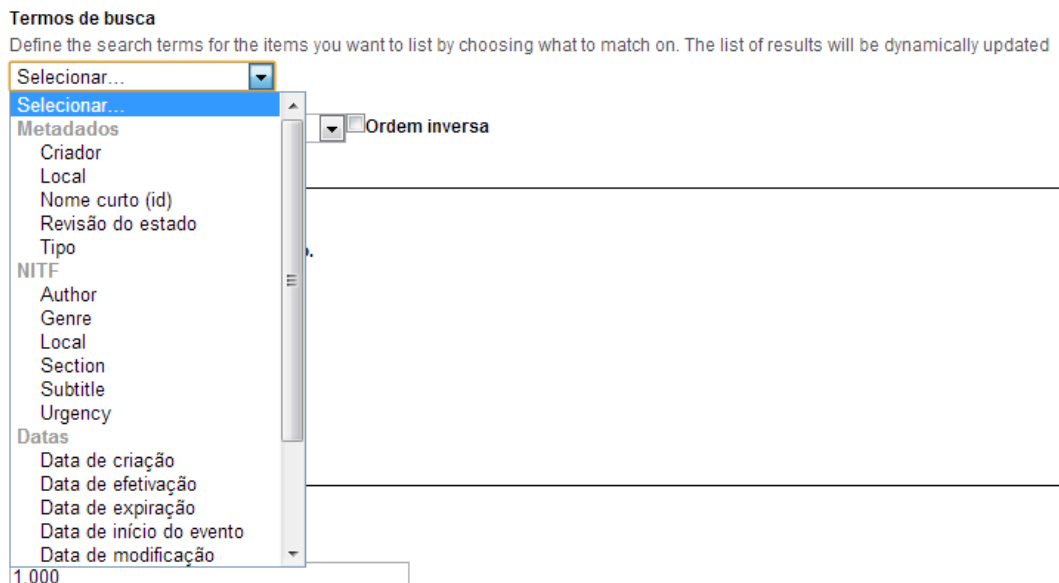 Termos de busca
Define the search terms for the items you want to list by choosing what to match on. The list of results will be dynamically updated
Selecionar...
Selecionar...
Ordem inversa
Metadados
Criador
Local
Nome curto (id)
Revisão do estado
Tipo
NITF
Author
Genre
Local
Section
Subtitle
Urgency
Datas
Data de criação
Data de efetivação
Data de expiração
Data de início do evento
Data de modificação
1.000